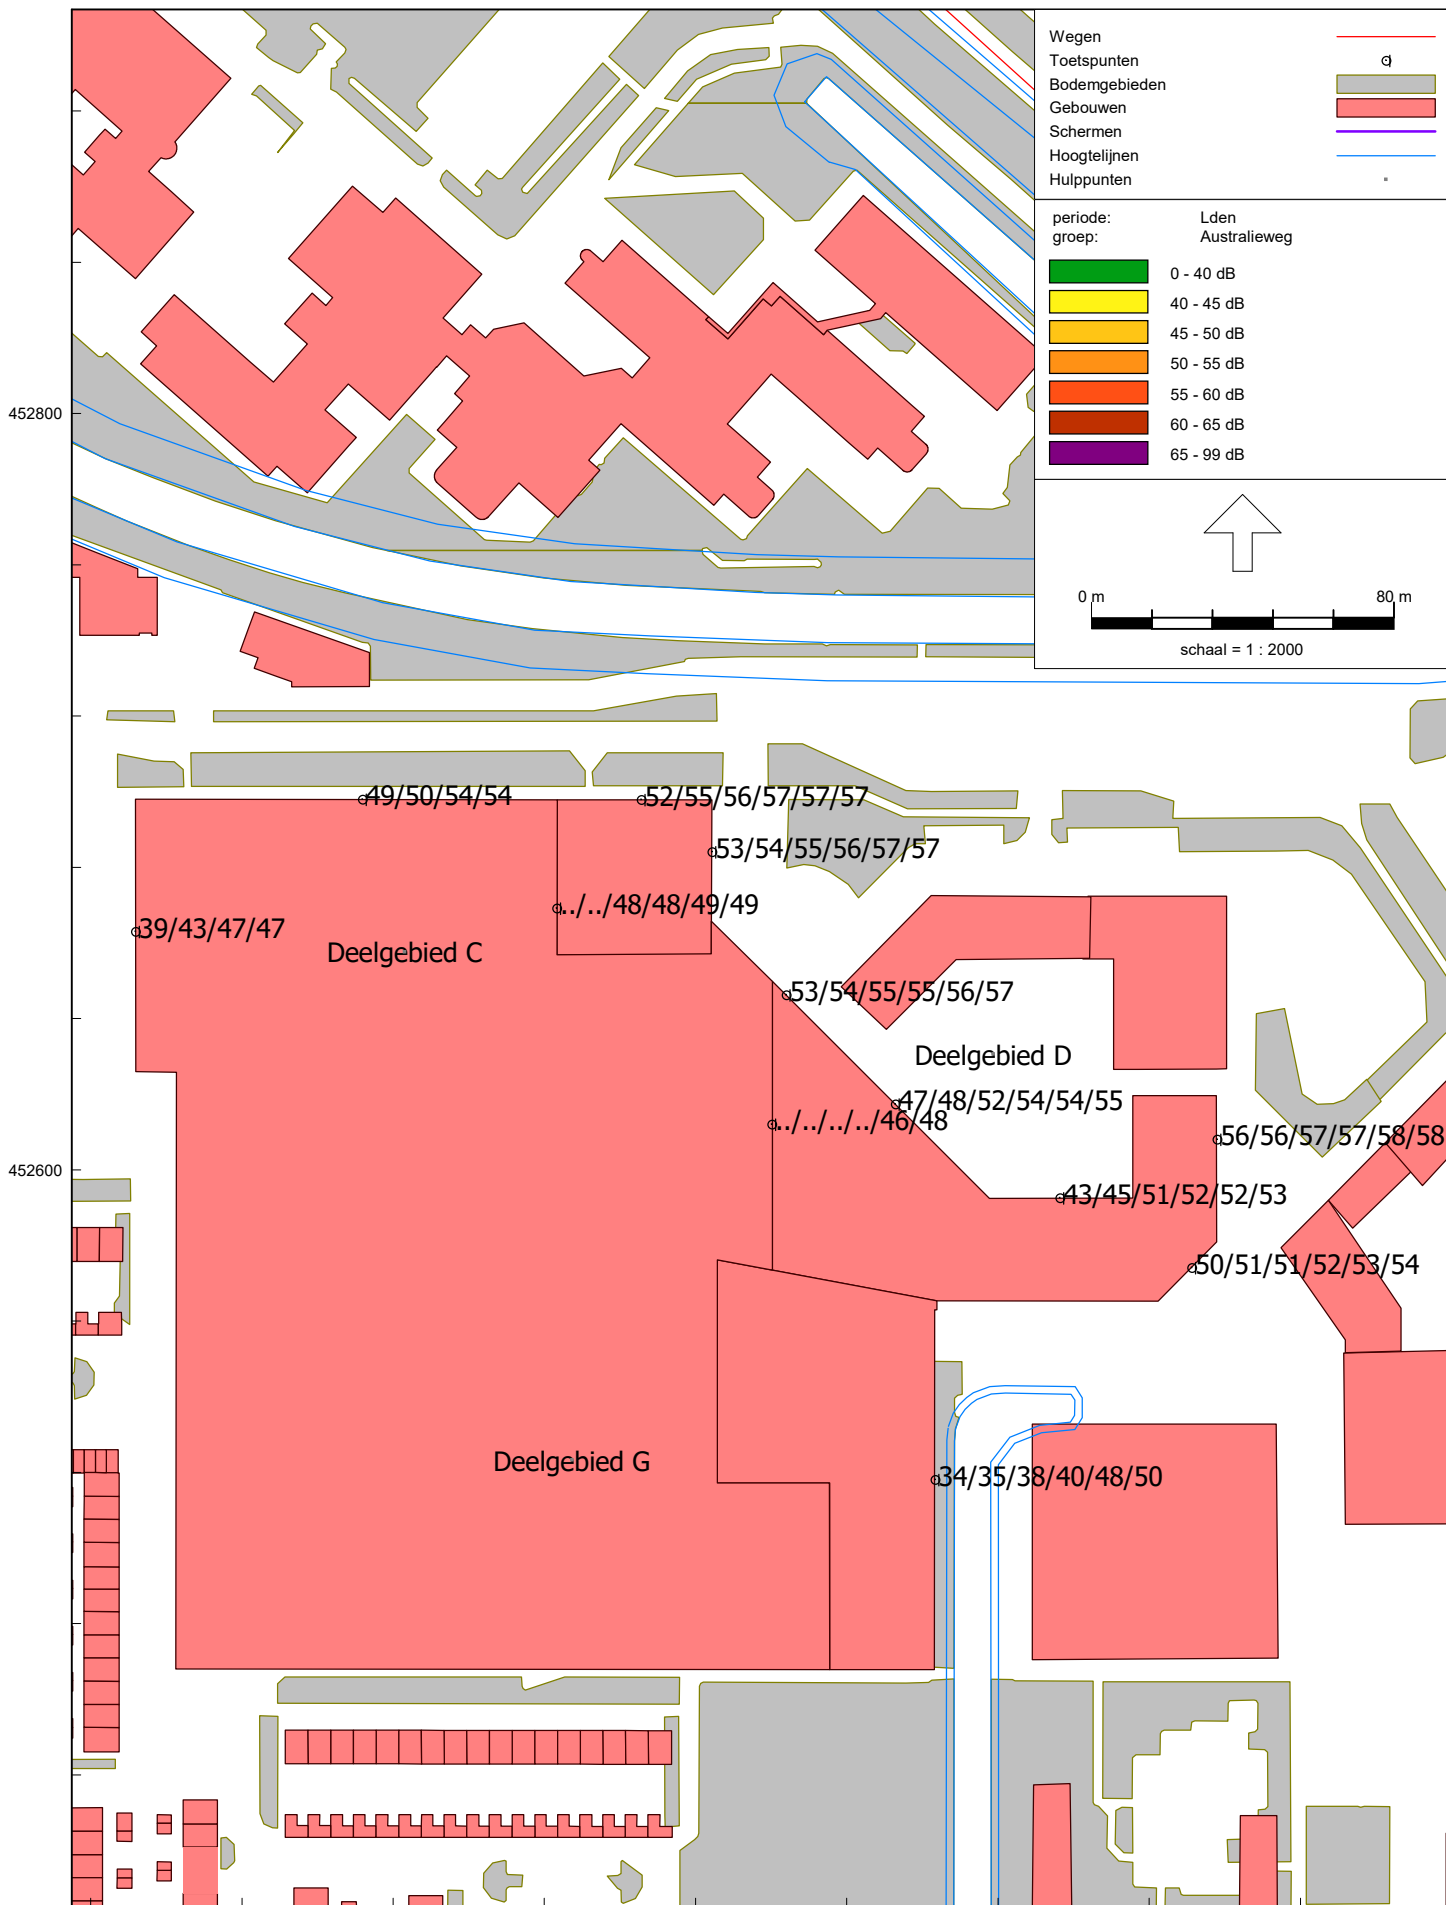 Wegen
Toetspunten
Bodemgebieden
Gebouwen
Schermen
Hoogtelijnen
Hulppunten
periode: Lden
groep: Australieweg
0 - 40 dB
40 - 45 dB
45 - 50 dB
50 - 55 dB
55 - 60 dB
60 - 65 dB
65 - 99 dB
452800
0 m 80 m
schaal = 1 : 2000
49/50/54/54
52/55/56/57/57/57
53/54/55/56/57/57
../../48/48/49/49
39/43/47/47
Deelgebied C
53/54/55/55/56/57
Deelgebied D
47/48/52/54/54/55
../../../../46/48
56/56/57/57/58/58
452600
43/45/51/52/52/53
50/51/51/52/53/54
Deelgebied G
34/35/38/40/48/50